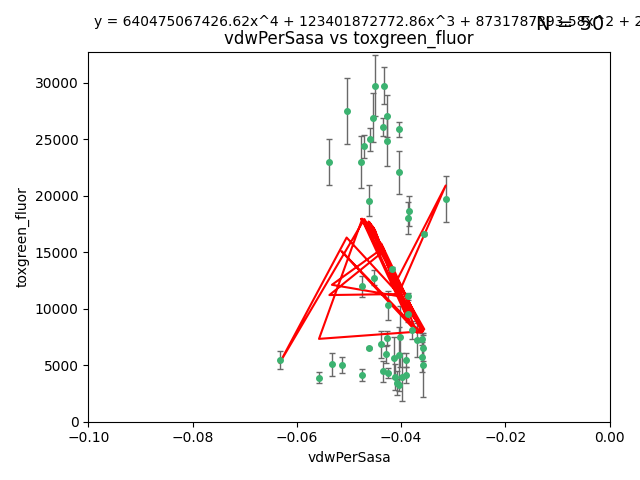 y = 640475067426.62x^4 + 123401872772.86x^3 +
N = 50
vdwPerSasa vs toxgreen_fluor
30000
25000
20000
15000
10000
5000
0
toxgreen_fluor
−0.10 −0.08 −0.06 −0.04 −0.02 0.00
vdwPerSasa